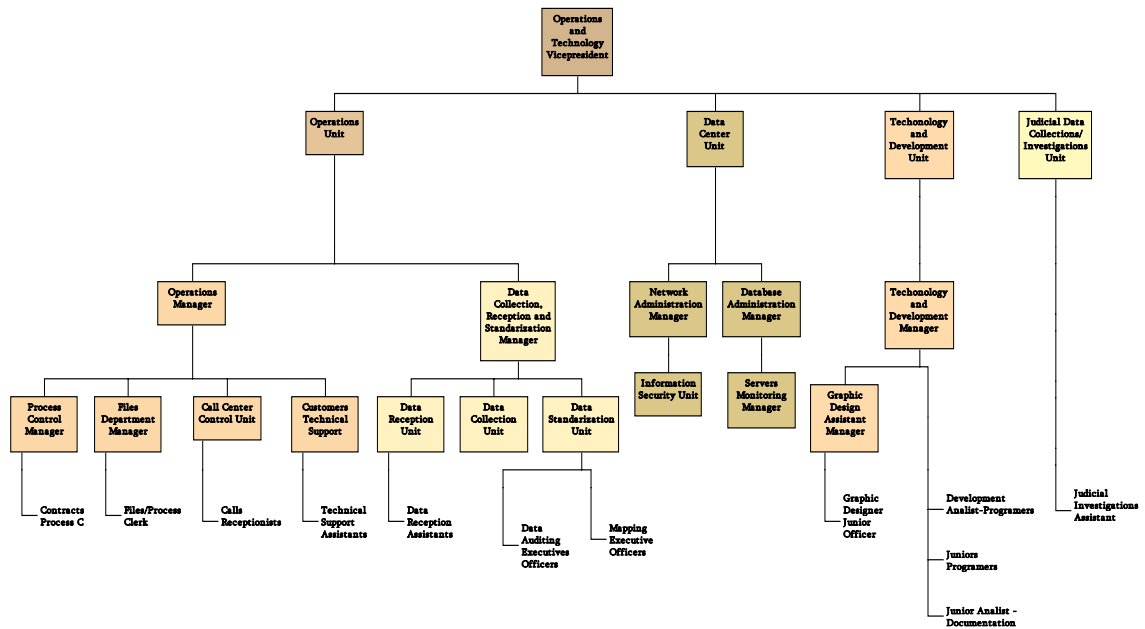 Operations
and
Technology
Vicepresident
Operations
Unit
Data
Center
Unit
Techonology
and
Development
Unit
Judicial Data
Collections/
Investigations
Unit
Operations
Manager
Data
Collection,
Reception and
Standarization
Manager
Network
Administration
Manager
Database
Administration
Manager
Techonology
and
Development
Manager
Information
Security Unit
Servers
Monitoring
Manager
Graphic
Design
Assistant
Manager
Process
Control
Manager
Files
Department
Manager
Call Center
Control Unit
Customers
Technical
Support
Data
Reception
Unit
Data
Collection
Unit
Data
Standarization
Unit
Contracts
Process C
Files/Process
Clerk
Calls
Receptionists
Technical
Support
Assistants
Data
Reception
Assistants
Data
Auditing
Executives
Officers
Mapping
Executive
Officers
Graphic
Designer
Junior
Officer
Development
Analist-Programers
Juniors
Programers
Junior Analist -
Documentation
Judicial
Investigations
Assistant